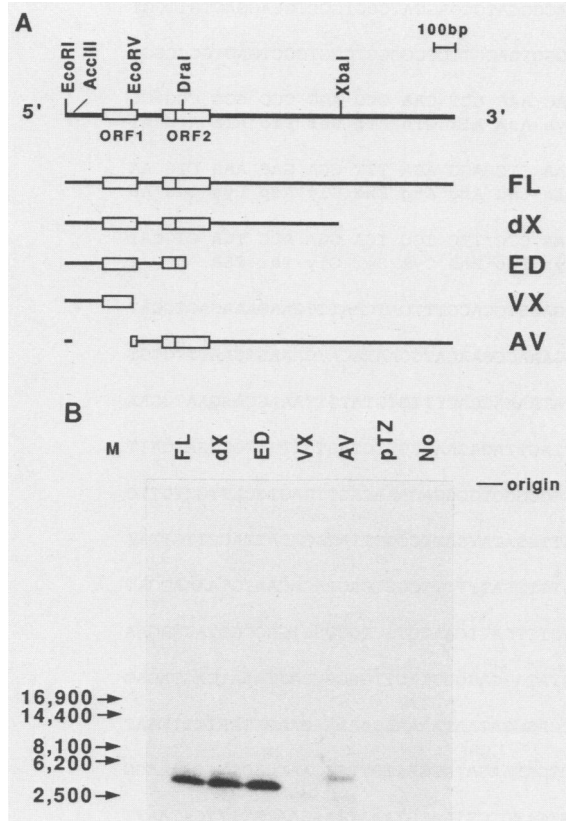 A
100bp
EcoRI
AccIII
EcoRV
DraI
XbaI
5' 3'
ORF1 ORF2
FL
dX
ED
VX
AV
B
M FL dX ED VX AV pTZ No
origin
16,900
14,400
8,100
6,200
2,500